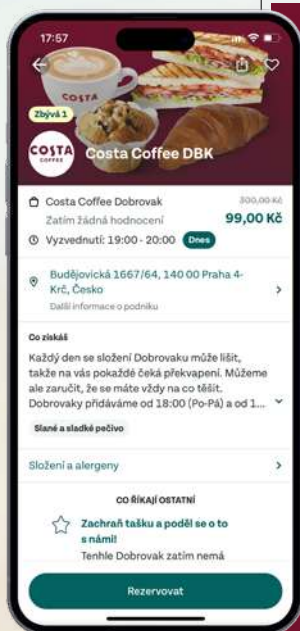 17:57
COSTA
Zbývá 1
COSTA
COFFEE
Costa Coffee DBK
Costa Coffee Dobrovak
300,00 Kč
Zatím žádná hodnocení
99,00 Kč
Vyzvednutí: 19:00 - 20:00
Dnes
Budějovická 1667/64, 140 00 Praha 4-
Krč, Česko
Další informace o podniku
Co získáš
Každý den se složení Dobrovaku může lišit,
takže na vás pokaždé čeká překvapení. Můžeme
ale zaručit, že se máte vždy na co těšit.
Dobrovaky přidáváme od 18:00 (Po-Pá) a od 1...
Slané a sladké pečivo
Složení a alergeny
CO ŘÍKAJÍ OSTATNÍ
Zachraň tašku a poděl se o to
s námi!
Tenhle Dobrovak zatím nemá
Rezervovat